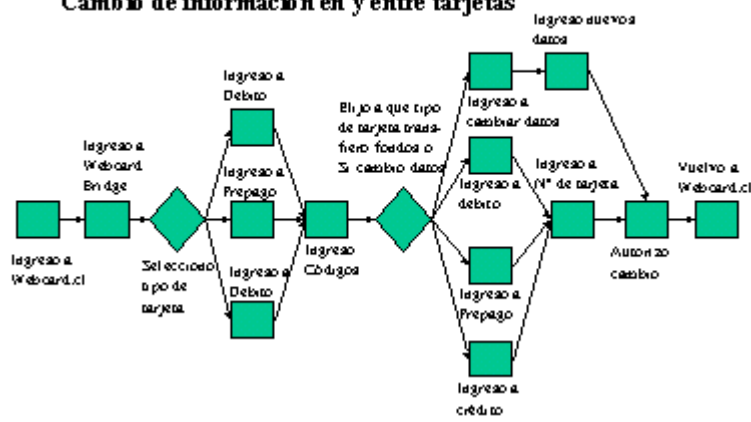 Cambio de información en y entre tarjetas
Ingreso nuevos
datos
Ingreso a
Debito
Elijo a que tipo
de tarjeta trans-
fiero fondos o
Si cambio datos
Ingreso a
cambiar datos
Ingreso a
Webcard
Bridge
Ingreso a
Prepago
Ingreso a
debito
Ingreso a
Nº de tarjeta
Vuelvo a
Webcard.cl
Ingreso a
Webcard.cl
Selecciono
tipo de
tarjeta
Ingreso a
Debito
Ingreso
Códigos
Autorizo
cambio
Ingreso a
Prepago
Ingreso a
crédito